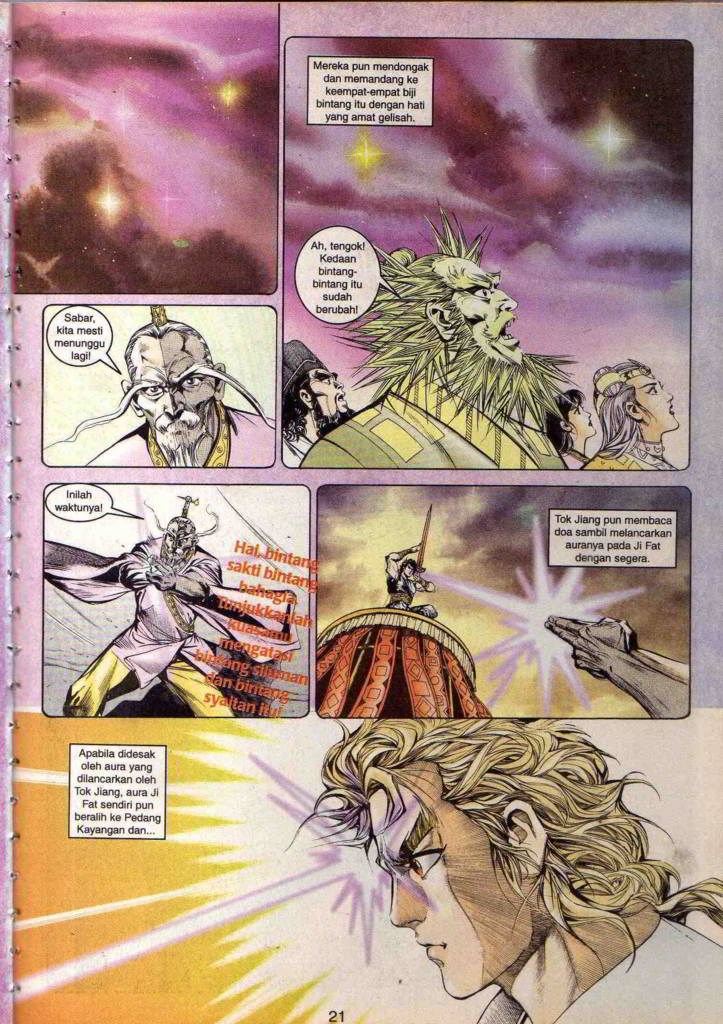 Mereka pun mendongak
dan memandang ke
keempat-empat biji
bintang itu dengan hati
yang amat gelisah.
Ah, tengok!
Kedaan
bintang-
bintang itu
sudah
berubah!
Sabar,
kita mesti
menunggu
lagi!
Inilah
waktunya!
Hai, bintang
sakti bintang
bahagia,
Tunjukkanlah
kuasamu
mengatasi
bintang siluman
dan bintang
syaitan itu!
Tok Jiang pun membaca
doa sambil melancarkan
auranya pada Ji Fat
dengan segera.
Apabila didesak
oleh aura yang
dilancarkan oleh
Tok Jiang, aura Ji
Fat sendiri pun
beralih ke Pedang
Kayangan dan...
21